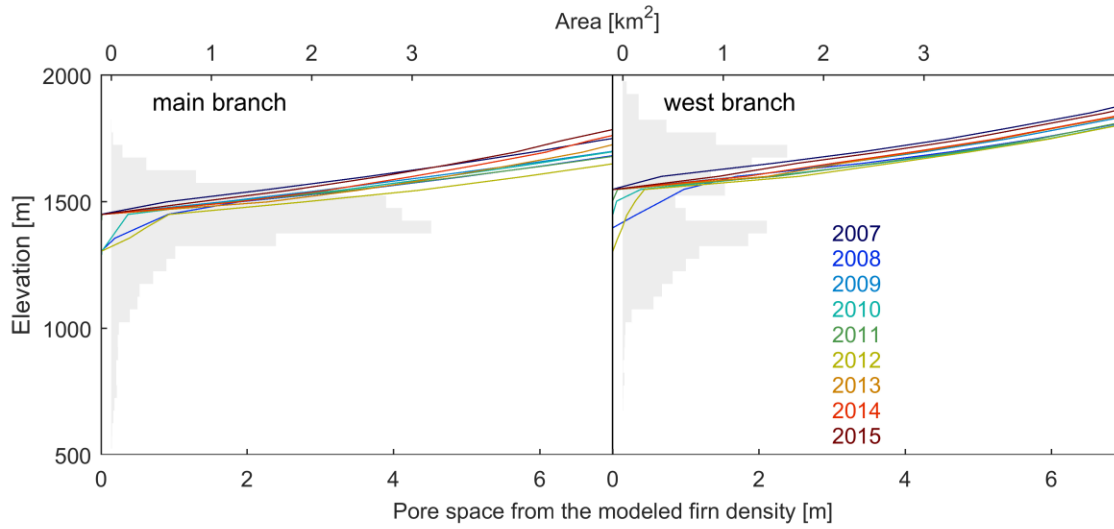 Area [km²]
0 1 2 3 0 1 2 3
2000
main branch west branch
1500
Elevation [m]
1000
500
2007
2008
2009
2010
2011
2012
2013
2014
2015
0 2 4 6 0 2 4 6
Pore space from the modeled firn density [m]